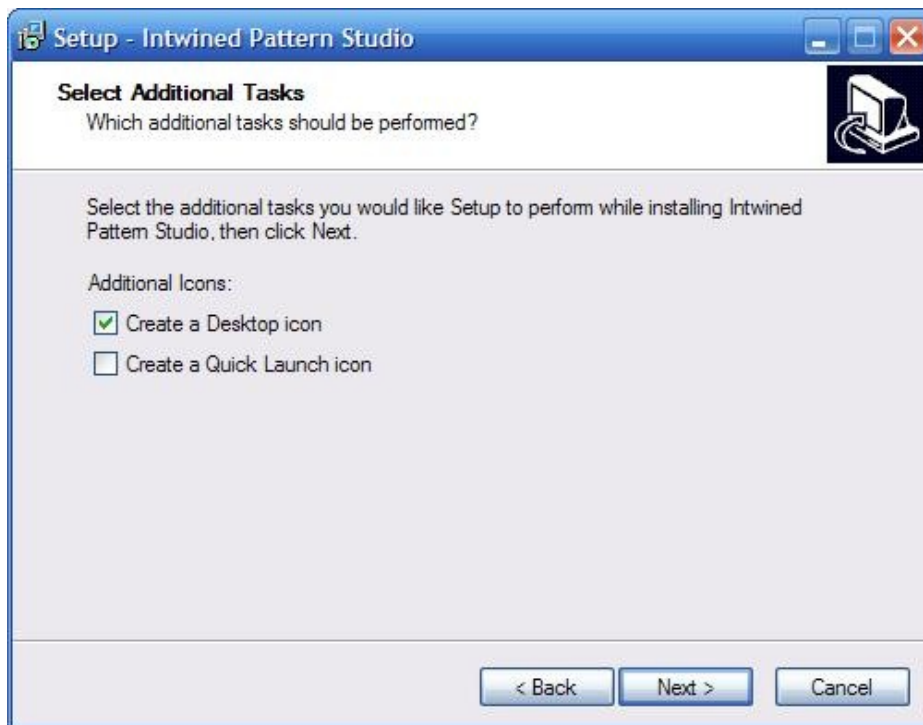 Setup - Intwined Pattern Studio
Select Additional Tasks
Which additional tasks should be performed?
Select the additional tasks you would like Setup to perform while installing Intwined
Pattern Studio, then click Next.
Additional Icons:
Create a Desktop icon
Create a Quick Launch icon
< Back Next > Cancel